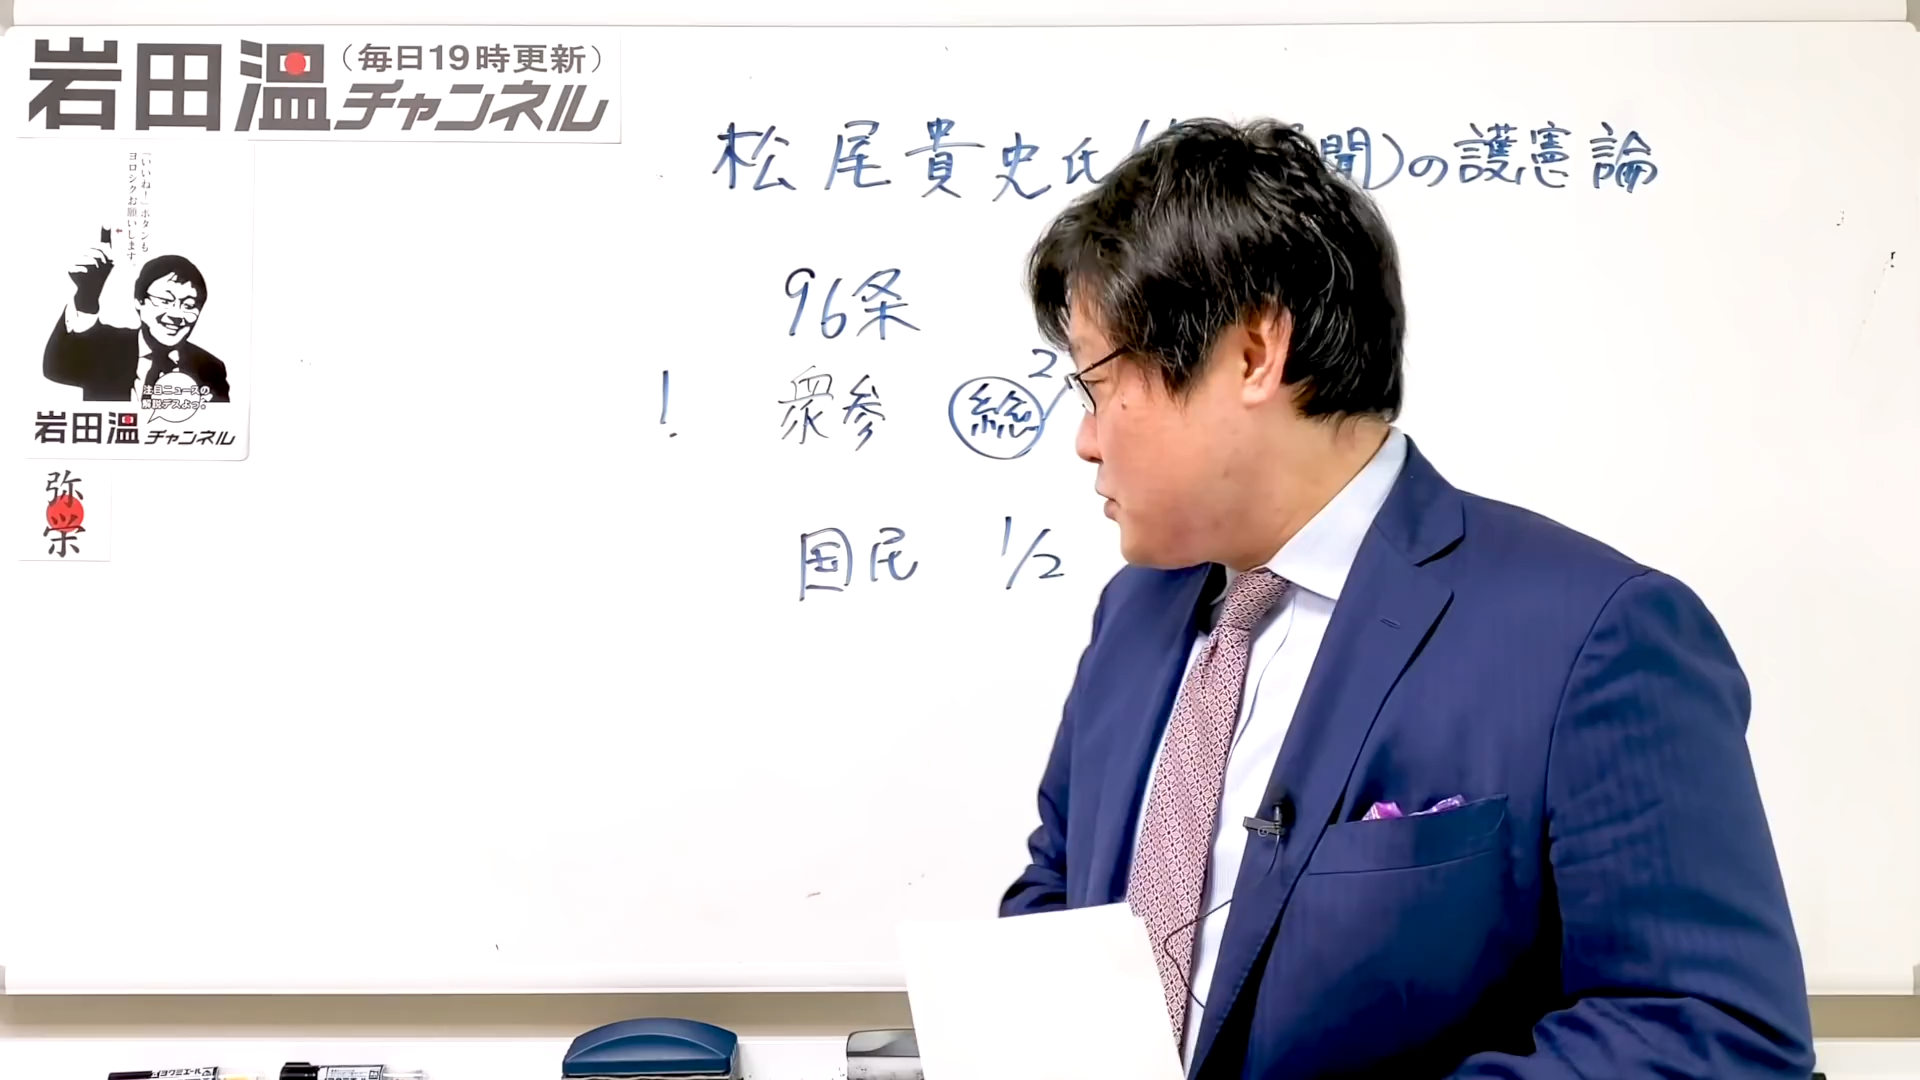 岩田温(毎日19時更新)
チャンネル
「いいね!」ボタンも
ヨロシクお願いします。
注目ニュースの
解説デスよっ。
岩田温チャンネル
弥栄
松尾貴史氏( 聞)の護憲論
96条
! 衆参 総 2/
国民 1/2